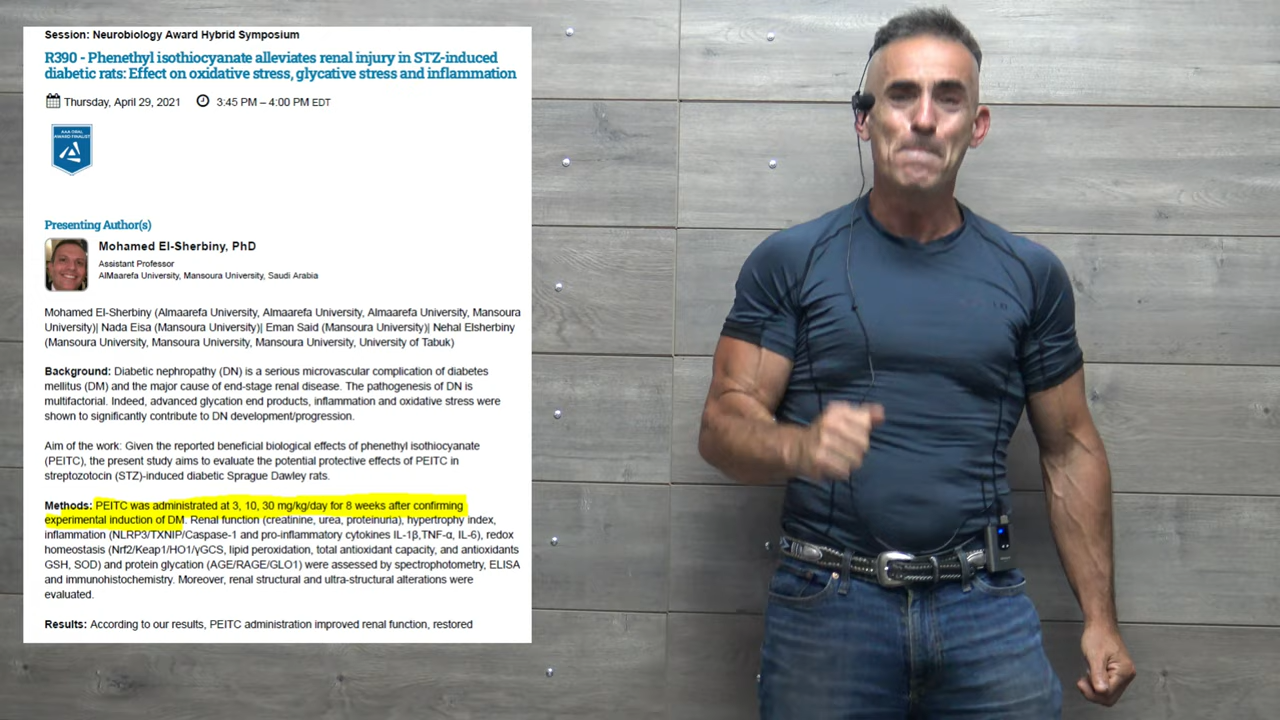 Session: Neurobiology Award Hybrid Symposium
R390 - Phenethyl isothiocyanate alleviates renal injury in STZ-induced
diabetic rats: Effect on oxidative stress, glycative stress and inflammation
Thursday, April 29, 2021 3:45 PM – 4:00 PM EDT
AAA ORAL
AWARD FINALIST
Presenting Author(s)
Mohamed El-Sherbiny, PhD
Assistant Professor
AlMaarefa University, Mansoura University, Saudi Arabia
Mohamed El-Sherbiny (Almaarefa University, Almaarefa University, Almaarefa University, Mansoura
University)| Nada Eisa (Mansoura University)| Eman Said (Mansoura University)| Nehal Elsherbiny
(Mansoura University, Mansoura University, Mansoura University, University of Tabuk)
Background: Diabetic nephropathy (DN) is a serious microvascular complication of diabetes
mellitus (DM) and the major cause of end-stage renal disease. The pathogenesis of DN is
multifactorial. Indeed, advanced glycation end products, inflammation and oxidative stress were
shown to significantly contribute to DN development/progression.
Aim of the work: Given the reported beneficial biological effects of phenethyl isothiocyanate
(PEITC), the present study aims to evaluate the potential protective effects of PEITC in
streptozotocin (STZ)-induced diabetic Sprague Dawley rats.
Methods: PEITC was administrated at 3, 10, 30 mg/kg/day for 8 weeks after confirming
experimental induction of DM. Renal function (creatinine, urea, proteinuria), hypertrophy index,
inflammation (NLRP3/TXNIP/Caspase-1 and pro-inflammatory cytokines IL-1β,TNF-α, IL-6), redox
homeostasis (Nrf2/Keap1/HO1/γGCS, lipid peroxidation, total antioxidant capacity, and antioxidants
GSH, SOD) and protein glycation (AGE/RAGE/GLO1) were assessed by spectrophotometry, ELISA
and immunohistochemistry. Moreover, renal structural and ultra-structural alterations were
evaluated.
Results: According to our results, PEITC administration improved renal function, restored